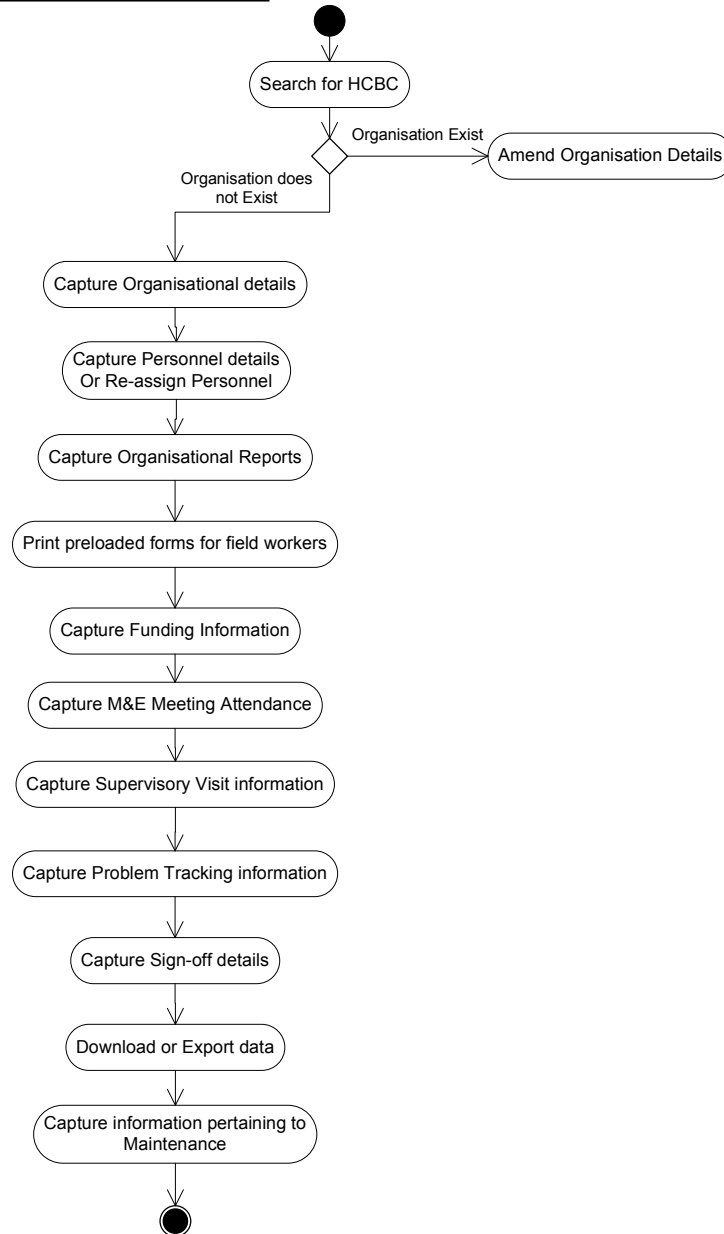 Search for HCBC
Organisation Exist
Amend Organisation Details
Organisation does
not Exist
Capture Organisational details
Capture Personnel details
Or Re-assign Personnel
Capture Organisational Reports
Print preloaded forms for field workers
Capture Funding Information
Capture M&E Meeting Attendance
Capture Supervisory Visit information
Capture Problem Tracking information
Capture Sign-off details
Download or Export data
Capture information pertaining to
Maintenance